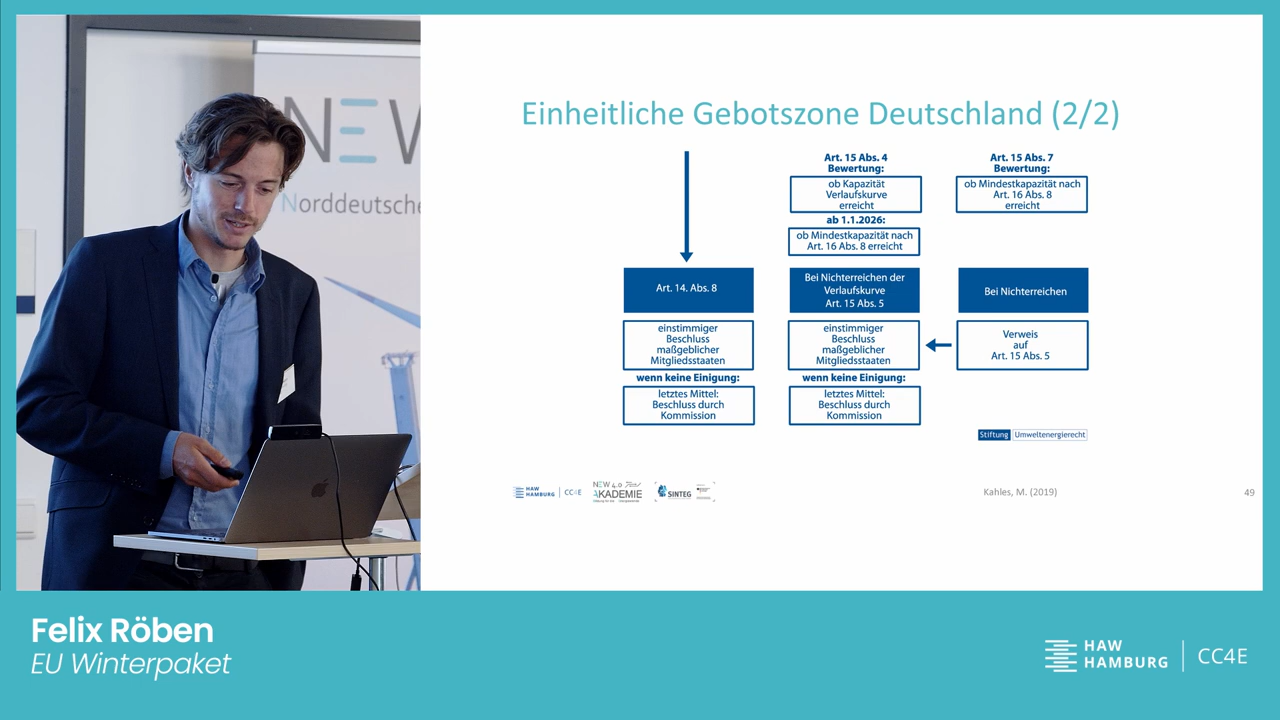 NEW
Norddeutsche
Einheitliche Gebotszone Deutschland (2/2)
Art. 15 Abs. 4
Bewertung:
ob Kapazität
Verlaufskurve
erreicht
ab 1.1.2026:
ob Mindestkapazität nach
Art. 16 Abs. 8 erreicht
Art. 15 Abs. 7
Bewertung:
ob Mindestkapazität nach
Art. 16 Abs. 8
erreicht
Art. 14. Abs. 8
Bei Nichterreichen der
Verlaufskurve
Art. 15 Abs. 5
Bei Nichterreichen
einstimmiger
Beschluss
maßgeblicher
Mitgliedsstaaten
einstimmiger
Beschluss
maßgeblicher
Mitgliedsstaaten
Verweis
auf
Art. 15 Abs. 5
wenn keine Einigung:
wenn keine Einigung:
letztes Mittel:
Beschluss durch
Kommission
letztes Mittel:
Beschluss durch
Kommission
Stiftung Umweltenergierecht
HAW
HAMBURG CC4E
NEW 4.0
AKADEMIE
SINTEG
Kahles, M. (2019)
49
Felix Röben
EU Winterpaket
HAW
HAMBURG
CC4E